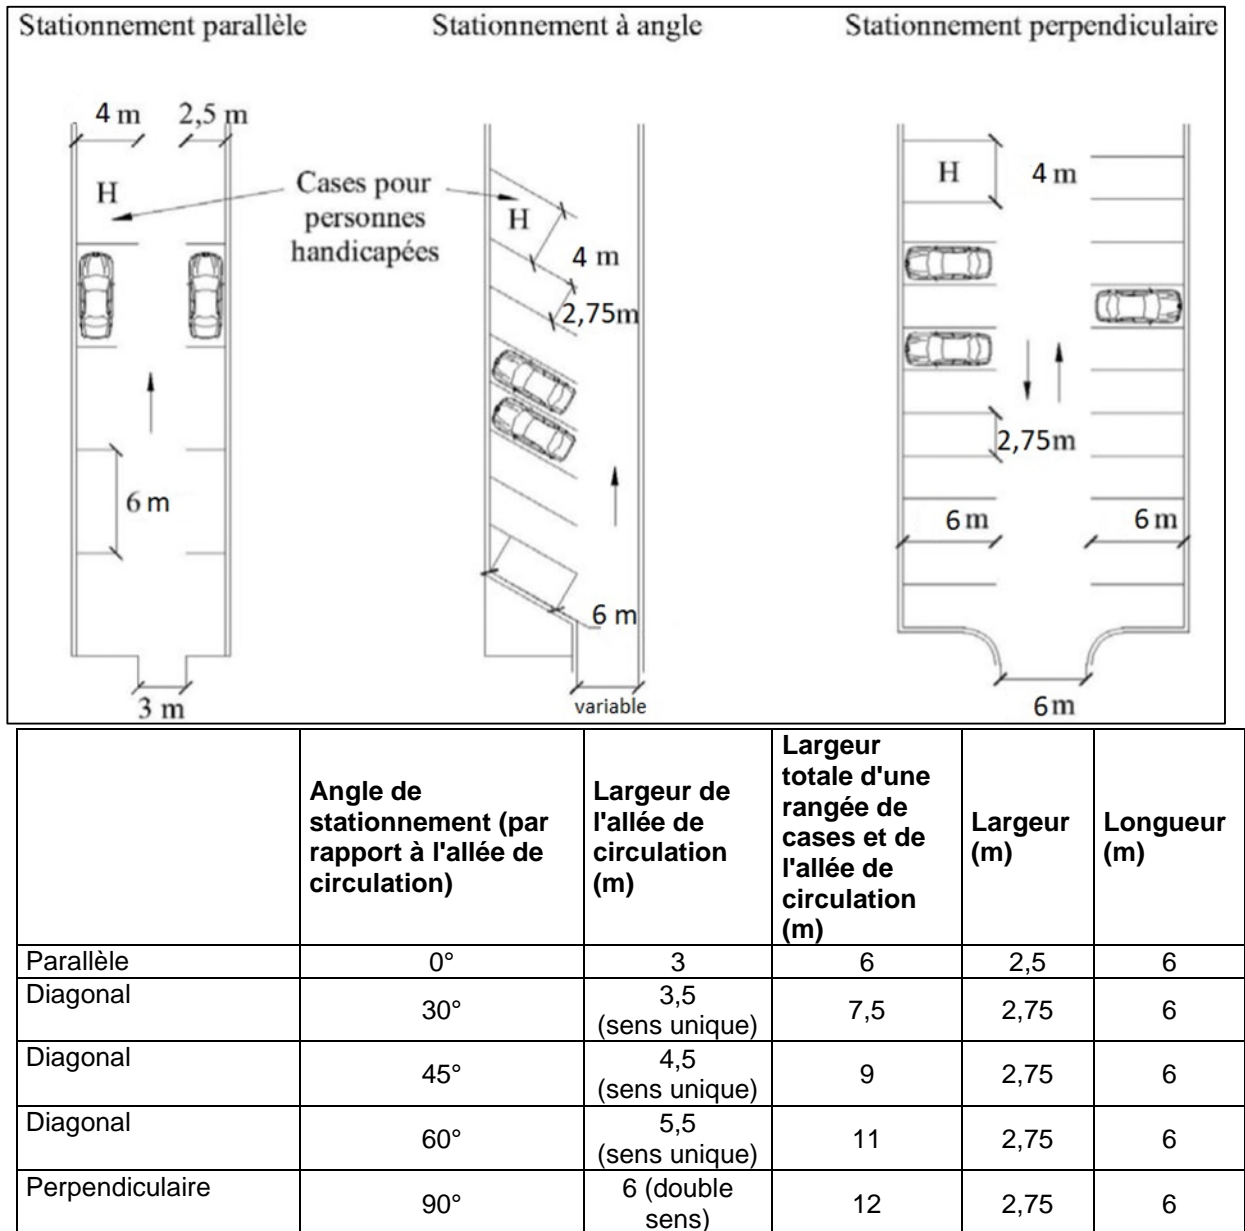 Stationnement parallèle
Stationnement à angle
Stationnement perpendiculaire
4 m 2,5 m
H
Cases pour
personnes
handicapées
6 m
3 m
H
4 m
2,75m
6 m
variable
H
4 m
2,75m
6 m
6 m
6m
Angle de
stationnement (par
rapport à l'allée de
circulation)
Largeur de
l'allée de
circulation
(m)
Largeur
totale d'une
rangée de
cases et de
l'allée de
circulation
(m)
Largeur
(m)
Longueur
(m)
Parallèle 0° 3 6 2,5 6
Diagonal 30° 3,5
(sens unique) 7,5 2,75 6
Diagonal 45° 4,5
(sens unique) 9 2,75 6
Diagonal 60° 5,5
(sens unique) 11 2,75 6
Perpendiculaire 90° 6 (double
sens) 12 2,75 6